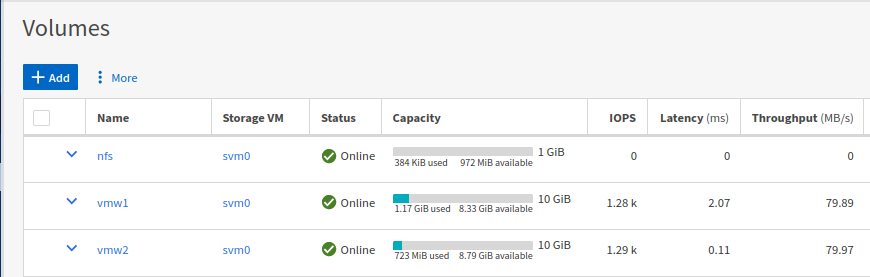 Volumes
+ Add More
Name Storage VM Status Capacity IOPS Latency (ms) Throughput (MB/s)
nfs svm0 Online 1 GiB 0 0 0
384 KiB used 972 MiB available
vmw1 svm0 Online 10 GiB 1.28 k 2.07 79.89
1.17 GiB used 8.33 GiB available
vmw2 svm0 Online 10 GiB 1.29 k 0.11 79.97
723 MiB used 8.79 GiB available